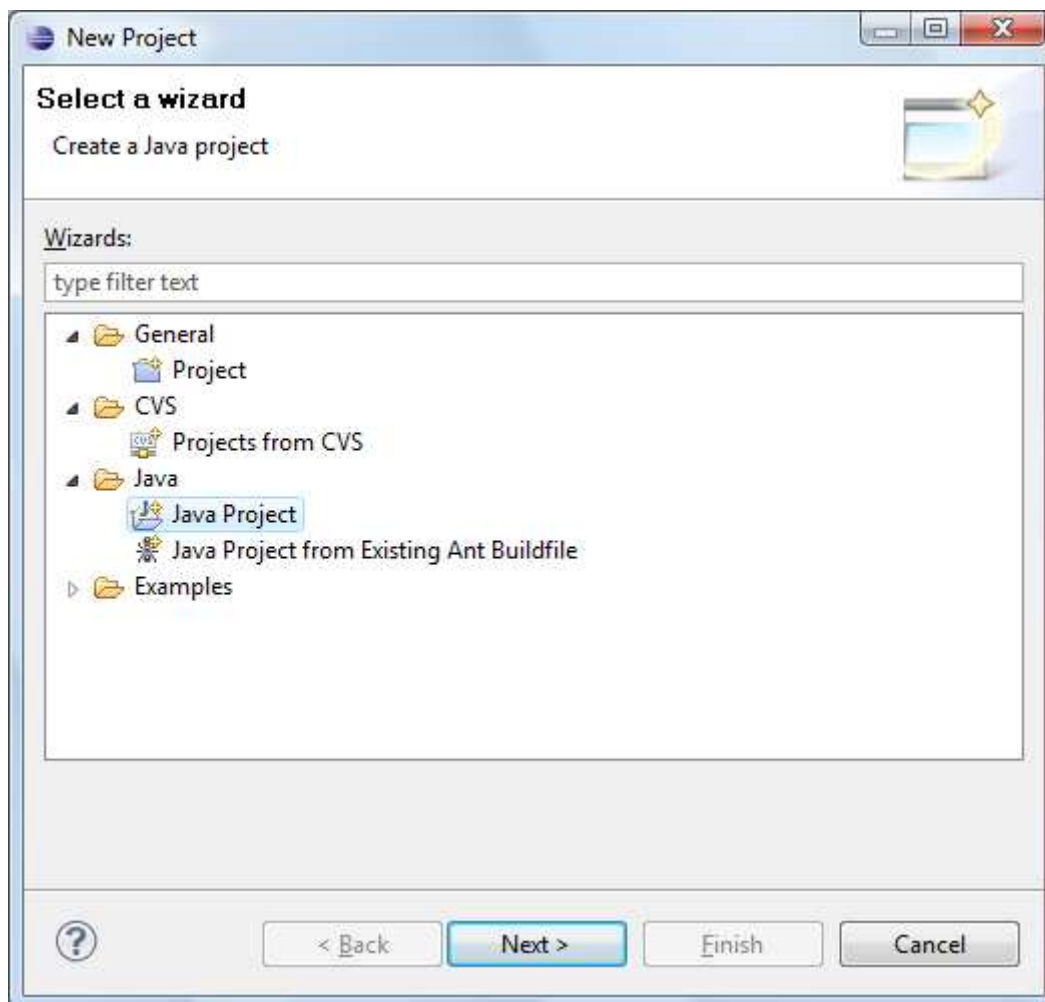 New Project
Select a wizard
Create a Java project
Wizards:
type filter text
General
Project
CVS
Projects from CVS
Java
Java Project
Java Project from Existing Ant Buildfile
Examples
< Back Next > Finish Cancel